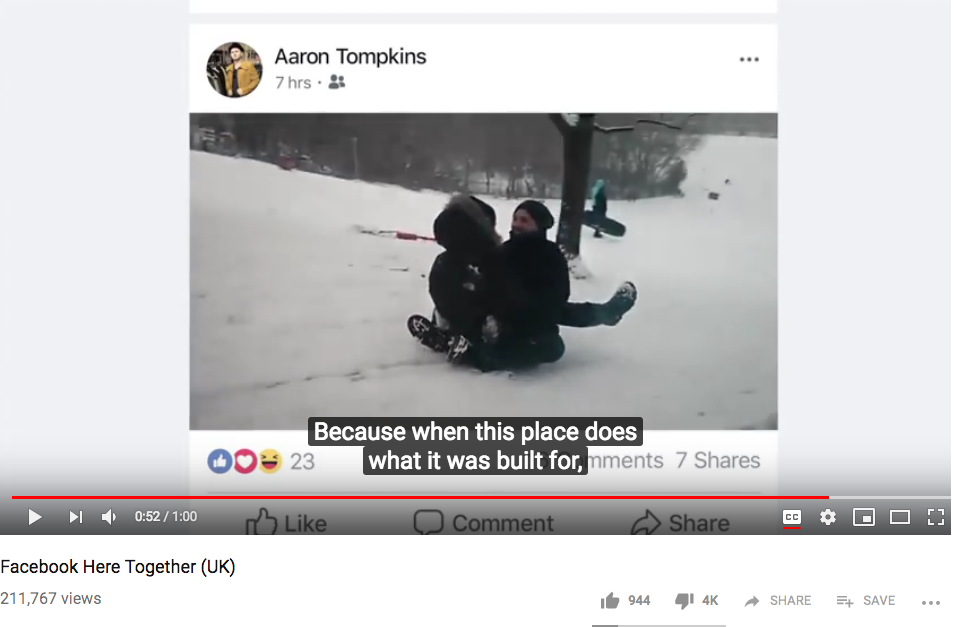 Aaron Tompkins
7 hrs ·
Because when this place does
what it was built for,
23
mments 7 Shares
0:52 / 1:00
CC
Like
Comment
Share
Facebook Here Together (UK)
211,767 views
944
4K
SHARE
SAVE